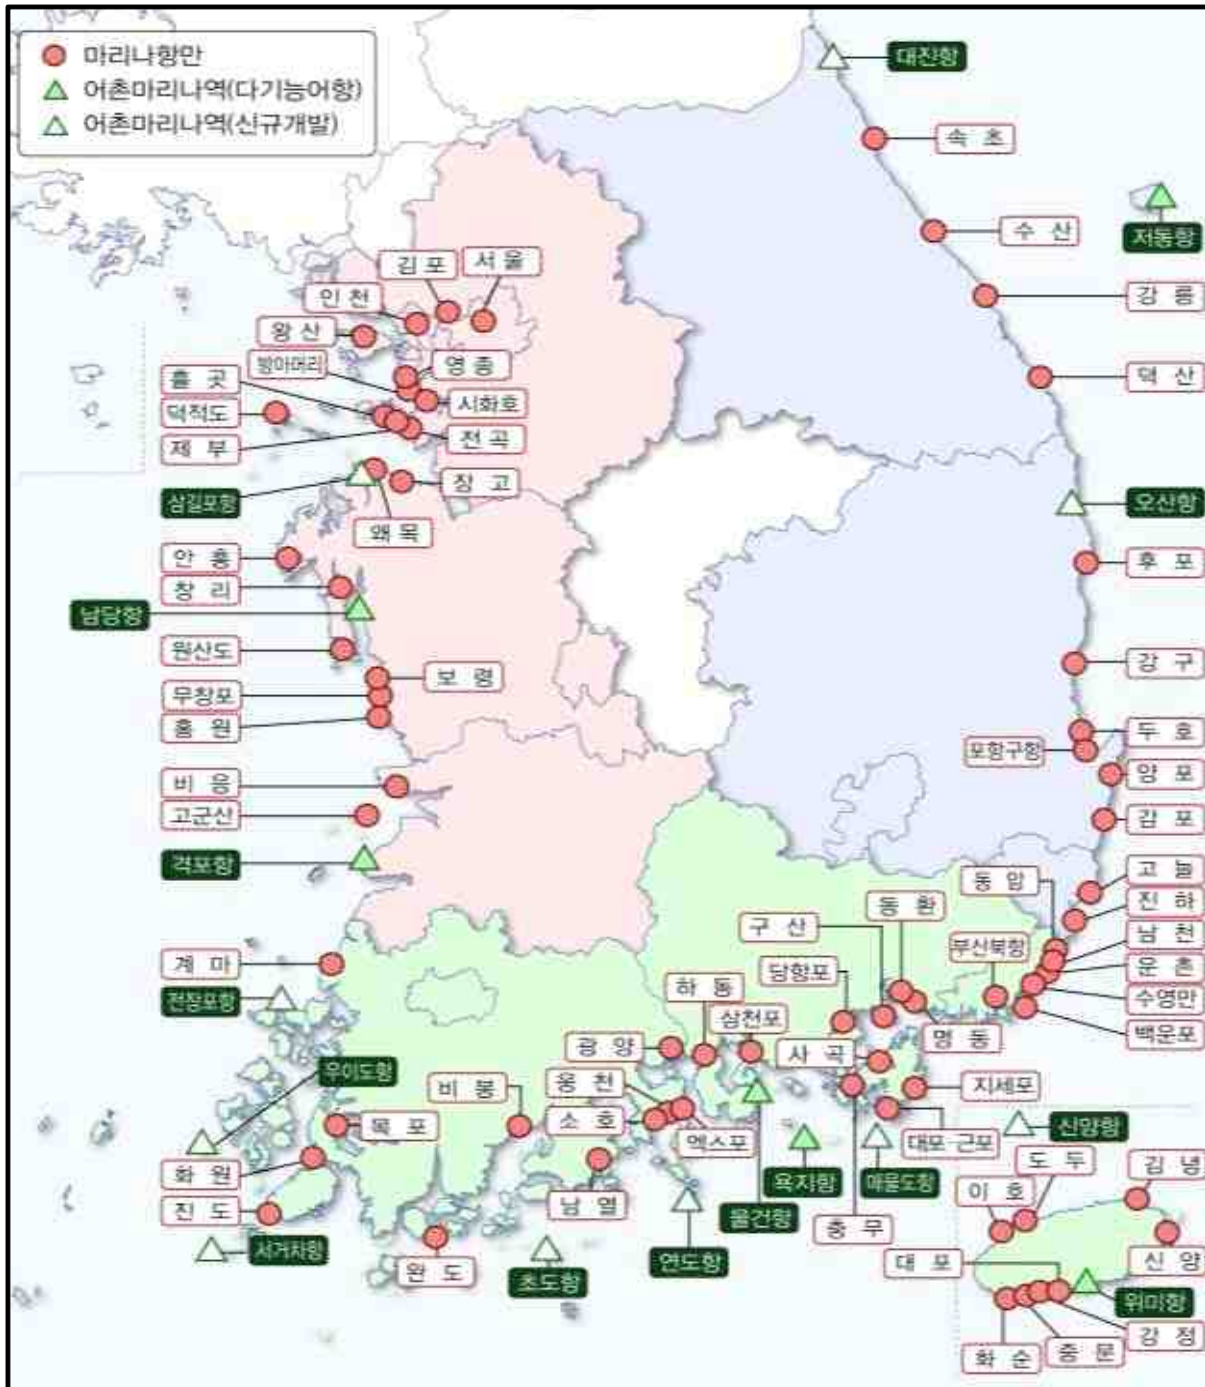 마리나항만
어촌마리나역(다기능어항)
어촌마리나역(신규개발)
대진항
속 초
수 산
저동항
강 릉
덕 산
김 포
서 울
인 천
왕 산
방아머리
영 종
흘 곳
시화호
덕적도
제 부
전 곡
삼길포항
장 고
왜 목
오산항
안 흥
후 포
창 리
남당항
원산도
강 구
보 령
무창포
홍 원
두 호
포항구항
양 포
비 응
고군산
감 포
격포항
고 늘
동 암
진 하
동 환
구 산
남 천
부산북항
운 촌
계 마
당항포
하 동
전장포항
수영만
삼천포
백운포
명 동
광 양
사 곡
우이도항
비 봉
웅 천
지세포
목 포
소 호
엑스포
대포 근포
신양항
화 원
욕지항
매물도항
도 두
김 녕
이 호
진 도
남 열
물건항
충 무
서거차항
완 도
초도항
연도항
대 포
신 양
위미항
강 정
화 순
중 문